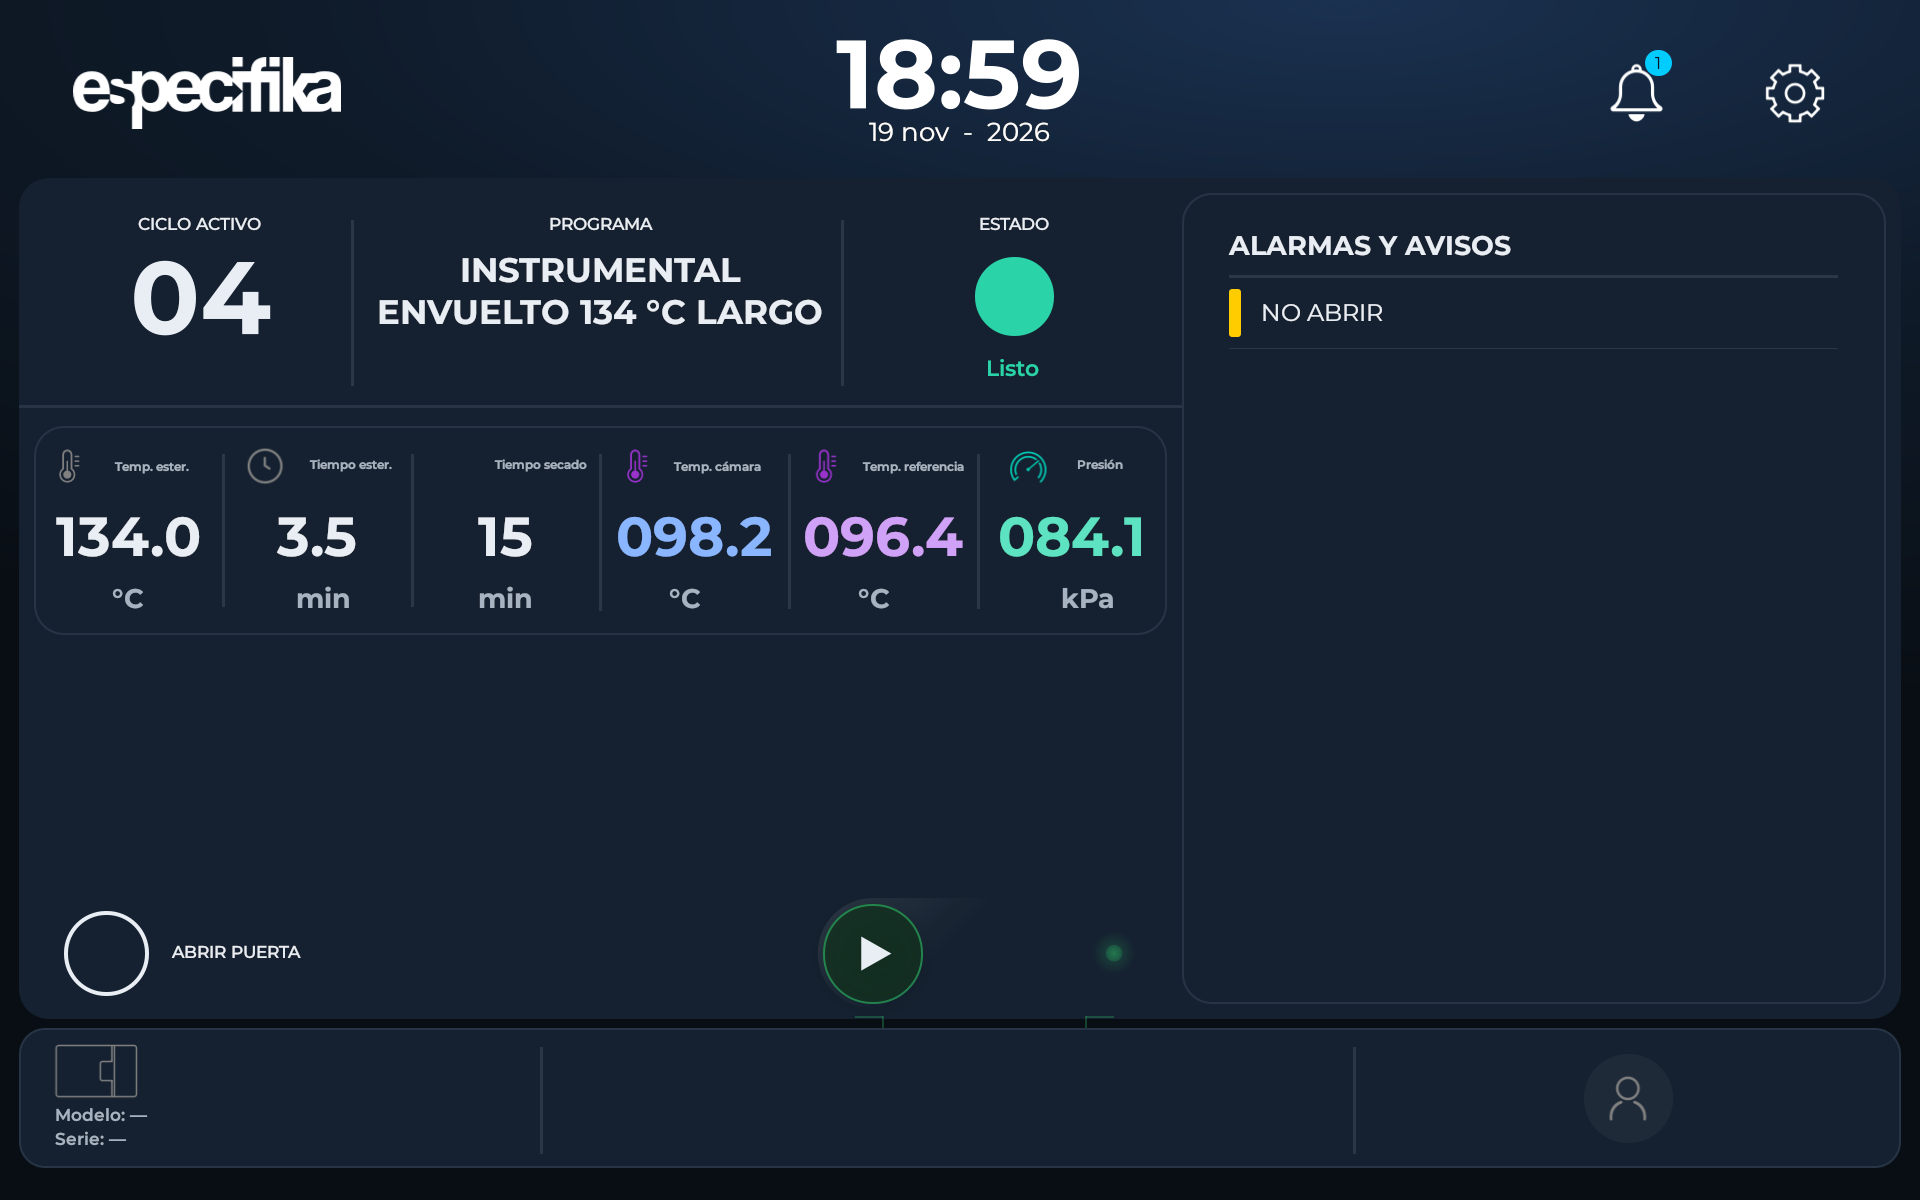 especifika
18:59
19 nov - 2026
1
CICLO ACTIVO
04
PROGRAMA
INSTRUMENTAL
ENVUELTO 134 °C LARGO
ESTADO
Listo
ALARMAS Y AVISOS
NO ABRIR
Temp. ester.
134.0
°C
Tiempo ester.
3.5
min
Tiempo secado
15
min
Temp. cámara
098.2
°C
Temp. referencia
096.4
°C
Presión
084.1
kPa
ABRIR PUERTA
Modelo: —
Serie: —